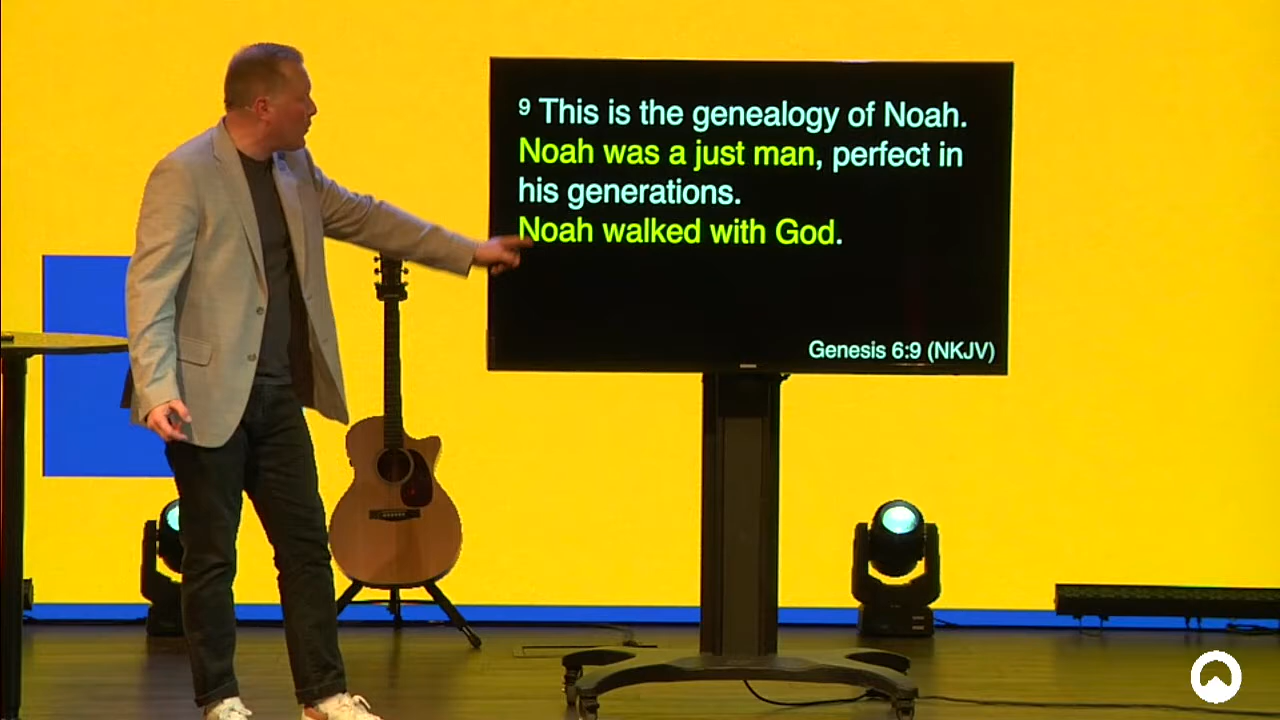 9 This is the genealogy of Noah.
Noah was a just man, perfect in
his generations.
Noah walked with God.
Genesis 6:9 (NKJV)